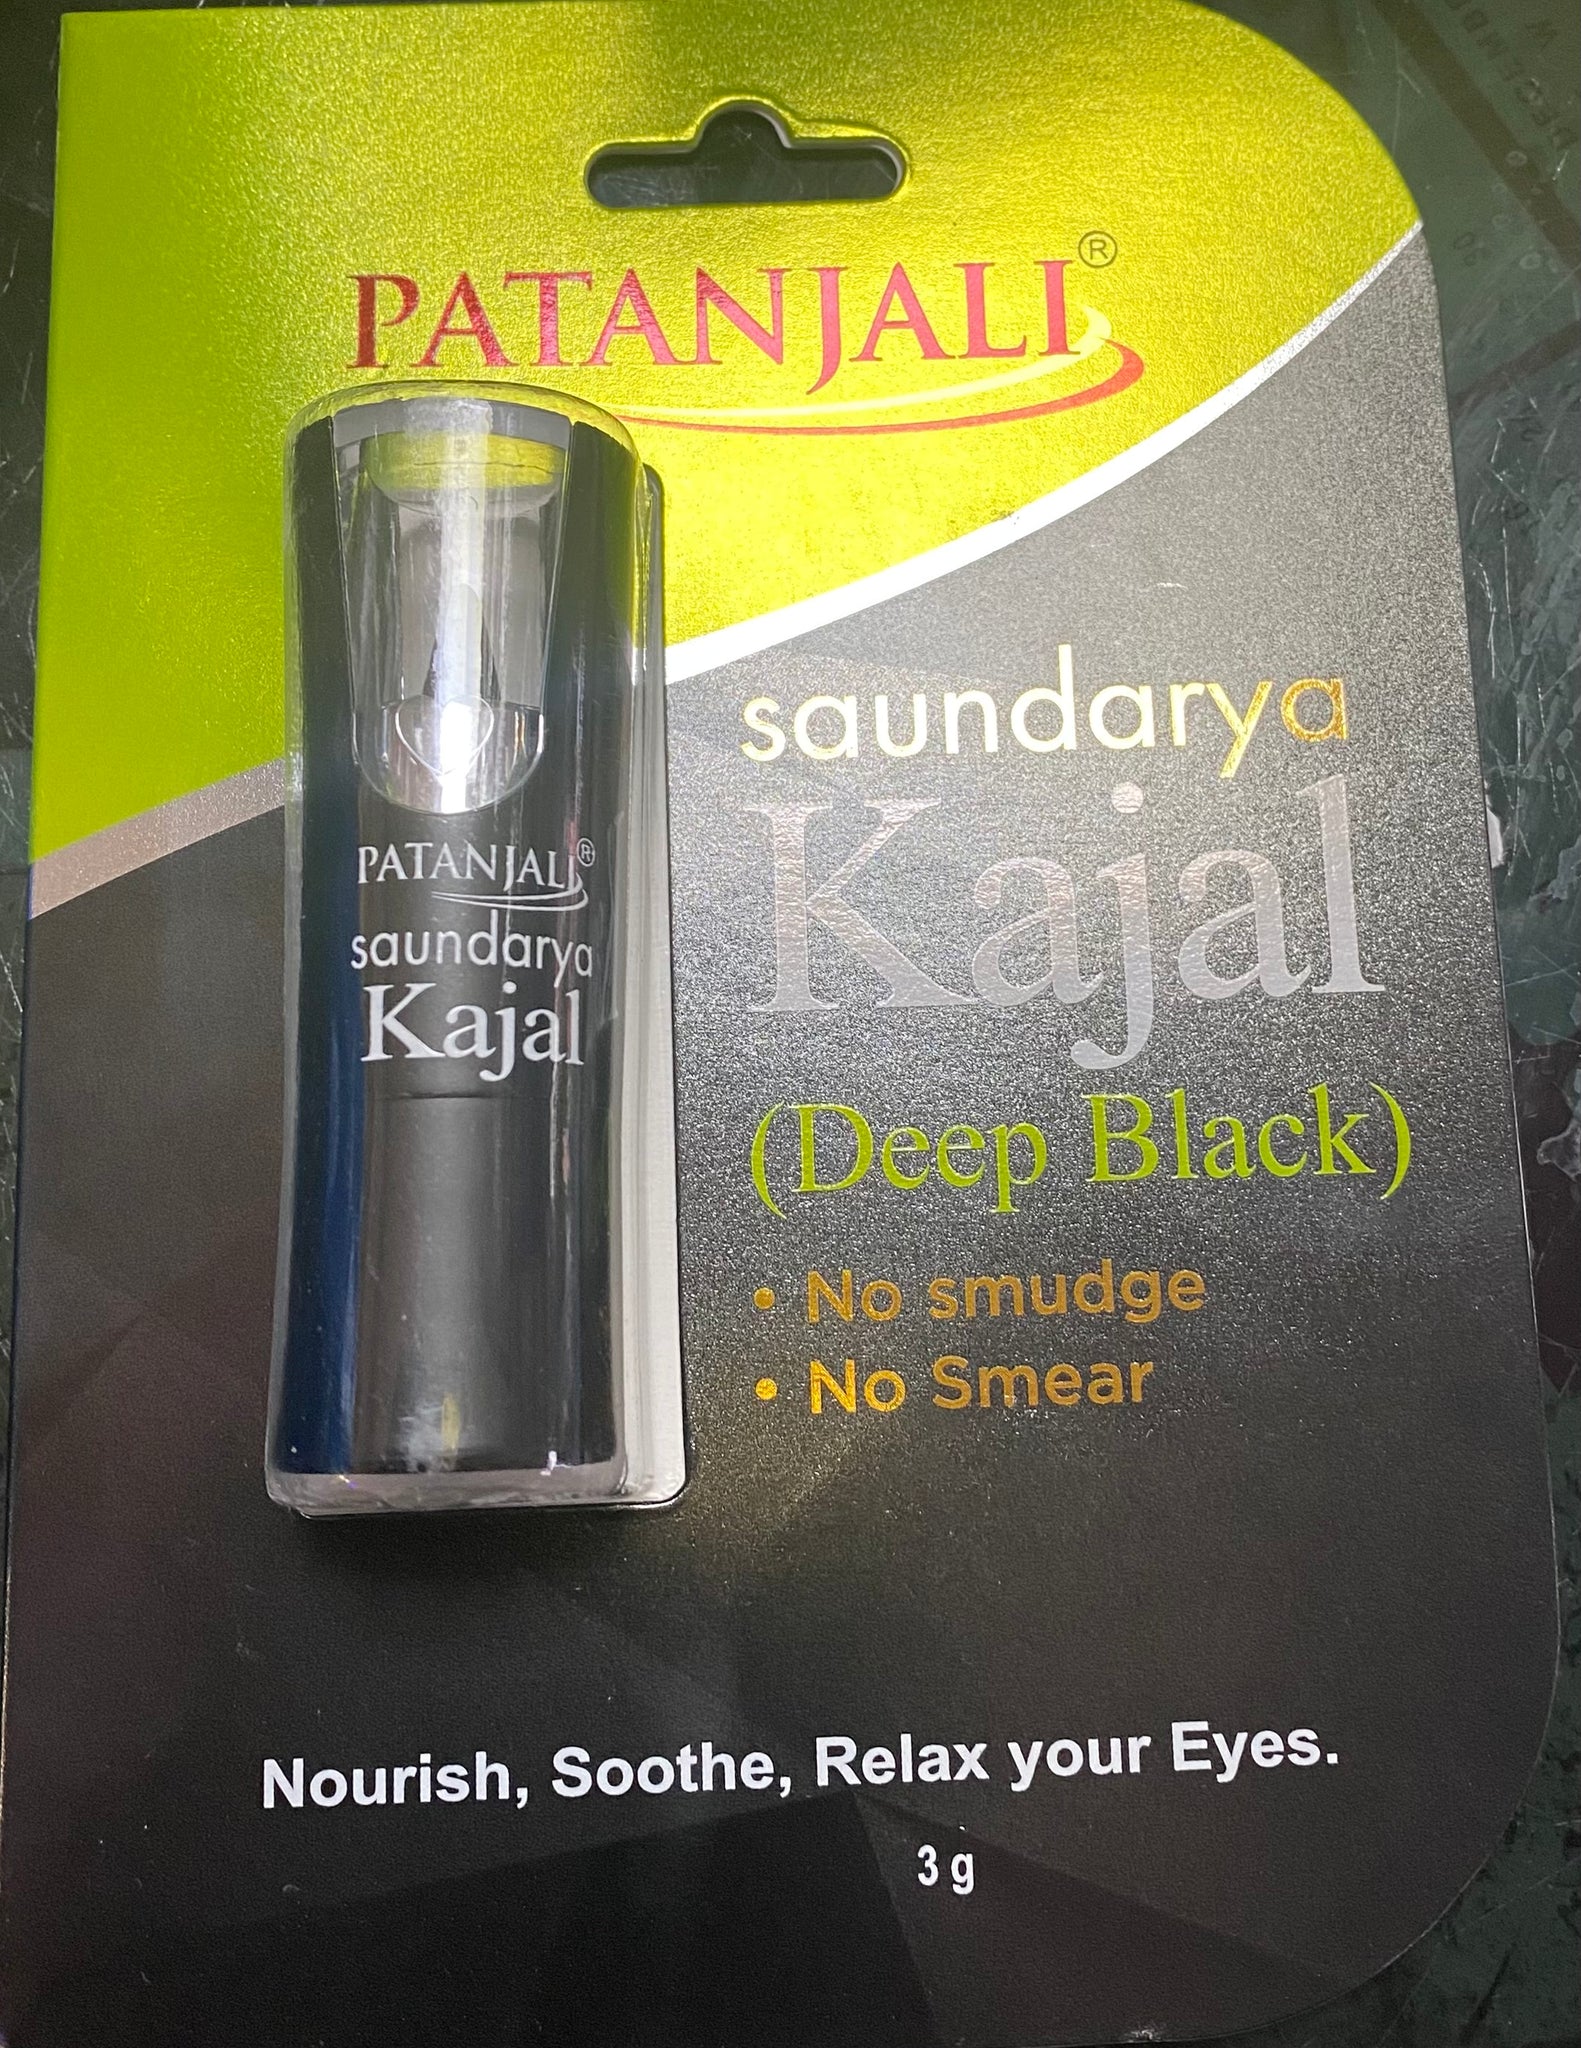 PATANJALI®
saundarya
Kajal
(Deep Black)
• No smudge
• No Smear
PATANJALI®
saundarya
Kajal
Nourish, Soothe, Relax your Eyes.
3 g